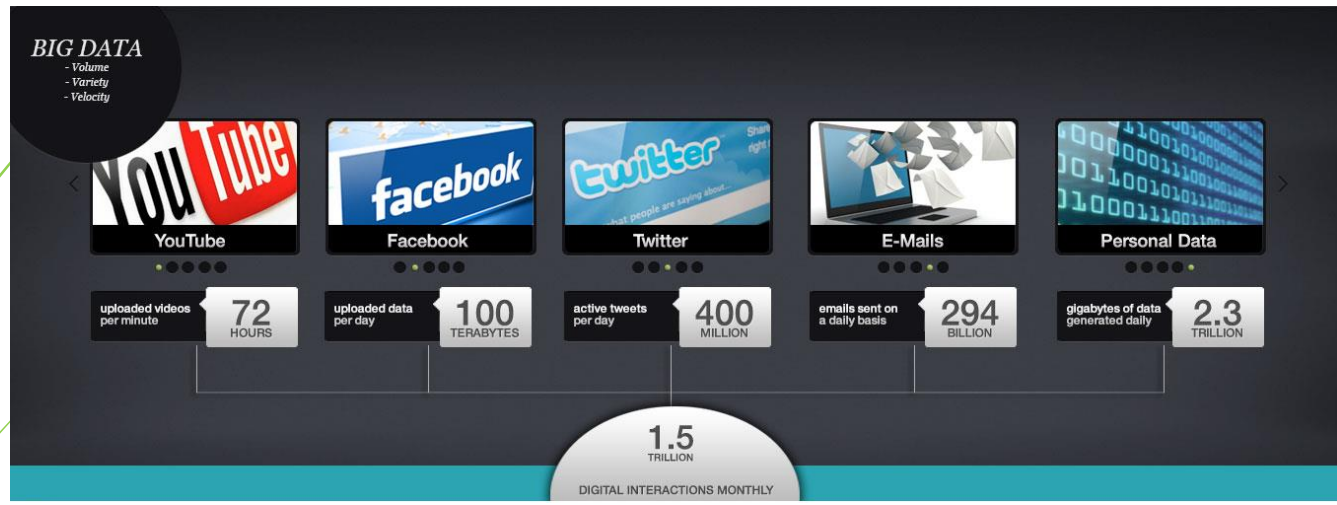 BIG DATA
- Volume
- Variety
- Velocity
YouTube
facebook
twitter
Share
right
what people are saying about...
YouTube
Facebook
Twitter
E-Mails
Personal Data
uploaded videos
per minute
72
HOURS
uploaded data
per day
100
TERABYTES
active tweets
per day
400
MILLION
emails sent on
a daily basis
294
BILLION
gigabytes of data
generated daily
2.3
TRILLION
1.5
TRILLION
DIGITAL INTERACTIONS MONTHLY